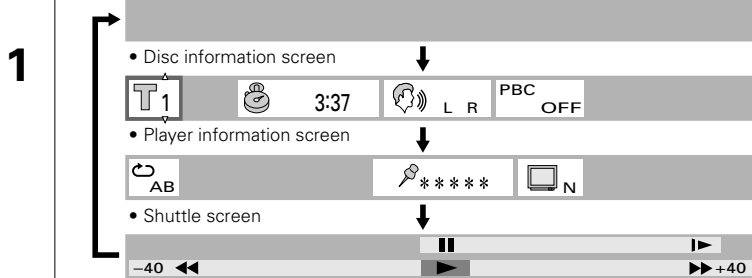 1
• Disc information screen
T 1 3:37 L R PBC OFF
• Player information screen
AB ***** N
• Shuttle screen
–40 +40